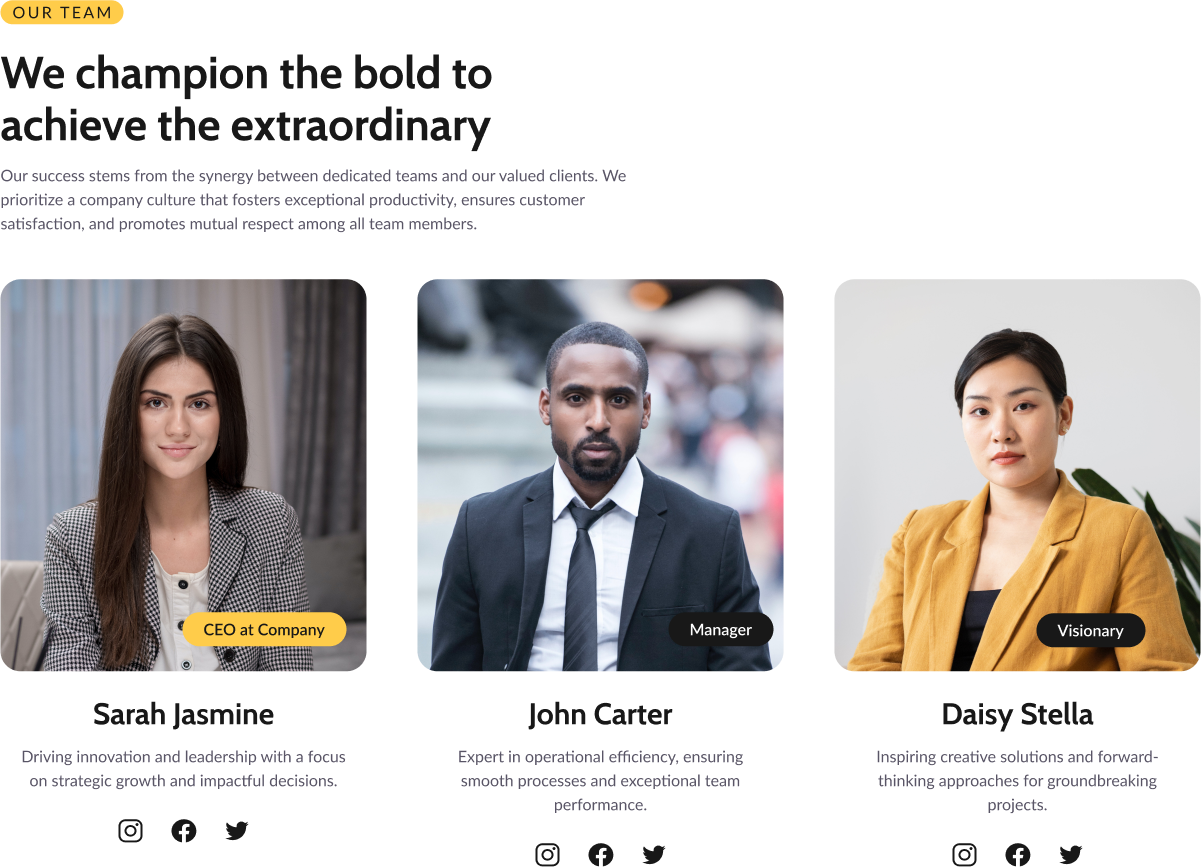 OUR TEAM
We champion the bold to
achieve the extraordinary
Our success stems from the synergy between dedicated teams and our valued clients. We
prioritize a company culture that fosters exceptional productivity, ensures customer
satisfaction, and promotes mutual respect among all team members.
CEO at Company
Sarah Jasmine
Driving innovation and leadership with a focus
on strategic growth and impactful decisions.
Manager
John Carter
Expert in operational efficiency, ensuring
smooth processes and exceptional team
performance.
Visionary
Daisy Stella
Inspiring creative solutions and forward-
thinking approaches for groundbreaking
projects.